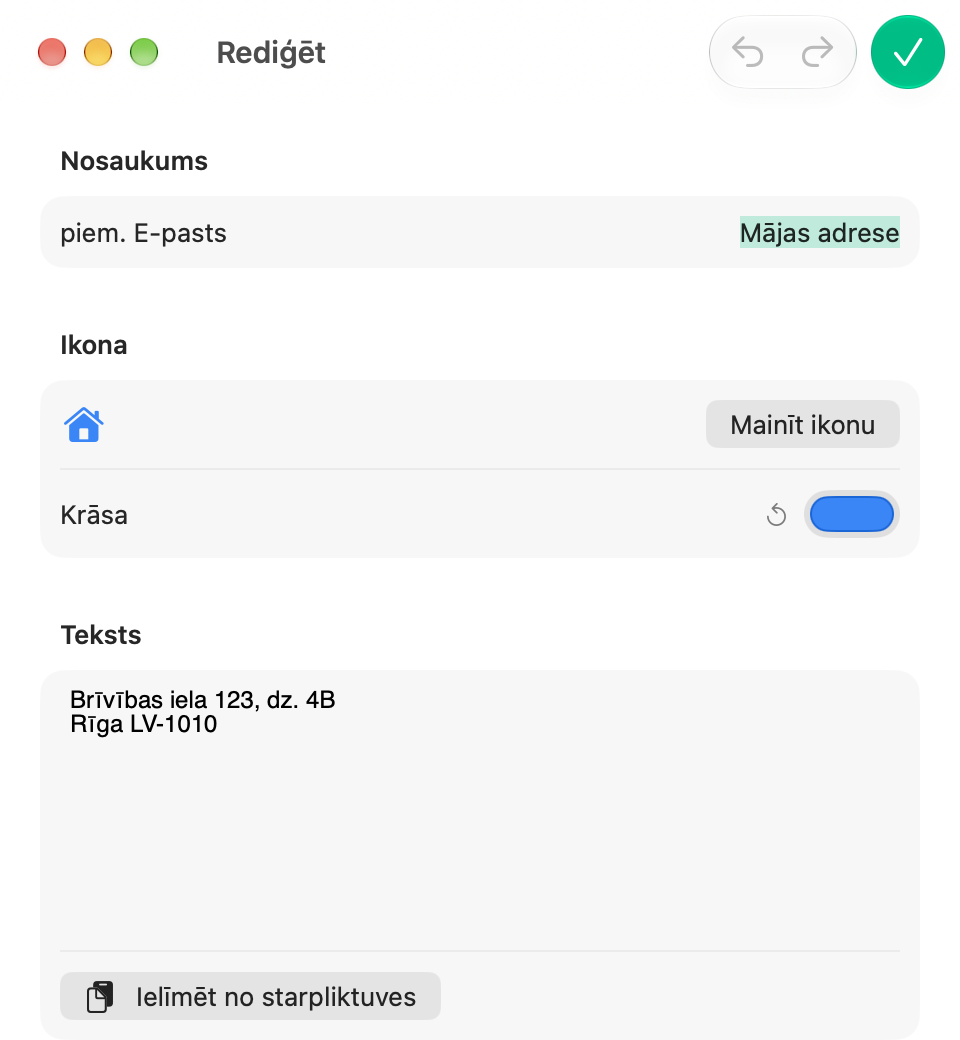 Rediģēt
Nosaukums
piem. E-pasts
Mājas adrese
Ikona
Mainīt ikonu
Krāsa
Teksts
Brīvības iela 123, dz. 4B
Rīga LV-1010
Ielīmēt no starpliktuves